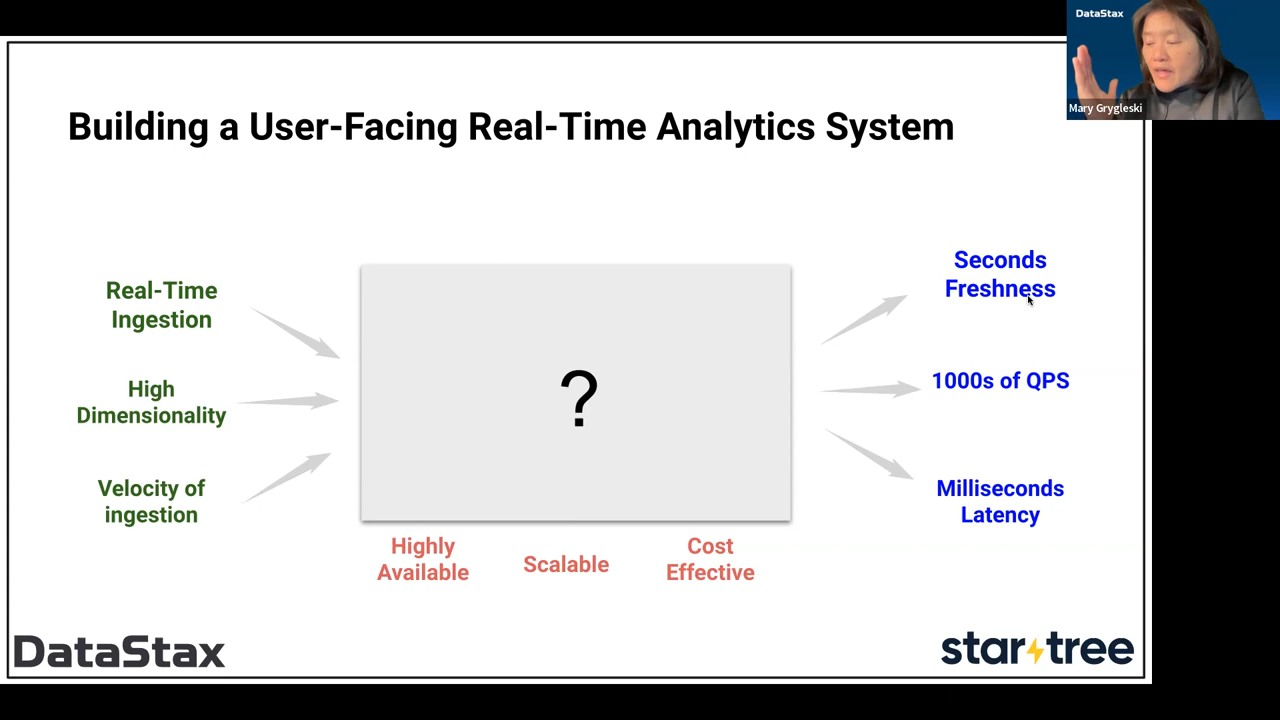 DataStax
Mary Grygleski
Building a User-Facing Real-Time Analytics System
Real-Time
Ingestion
High
Dimensionality
Velocity of
ingestion
?
Highly
Available
Scalable
Cost
Effective
Seconds
Freshness
1000s of QPS
Milliseconds
Latency
DataStax
star tree